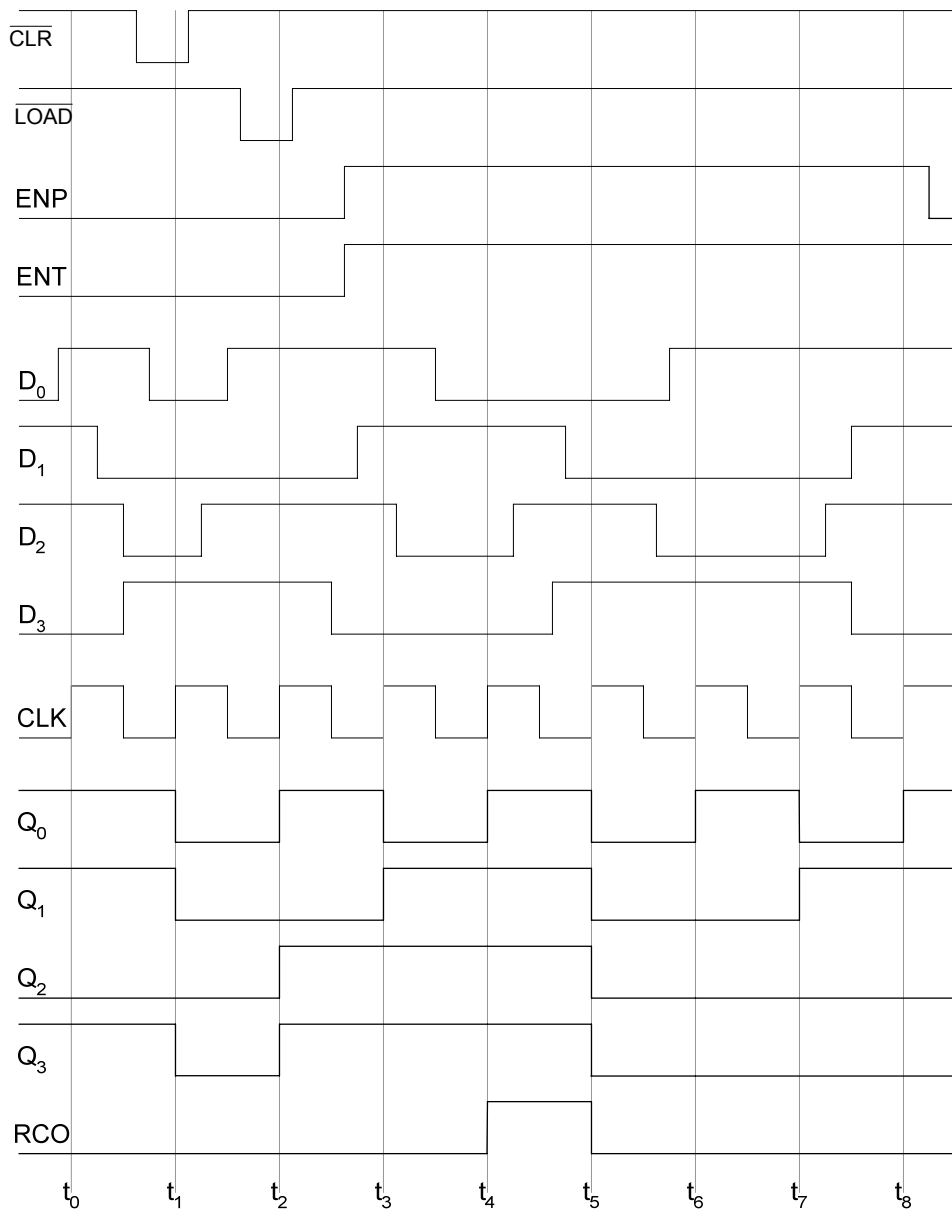 CLR
LOAD
ENP
ENT
D0
D1
D2
D3
CLK
Q0
Q1
Q2
Q3
RCO
t0 t1 t2 t3 t4 t5 t6 t7 t8